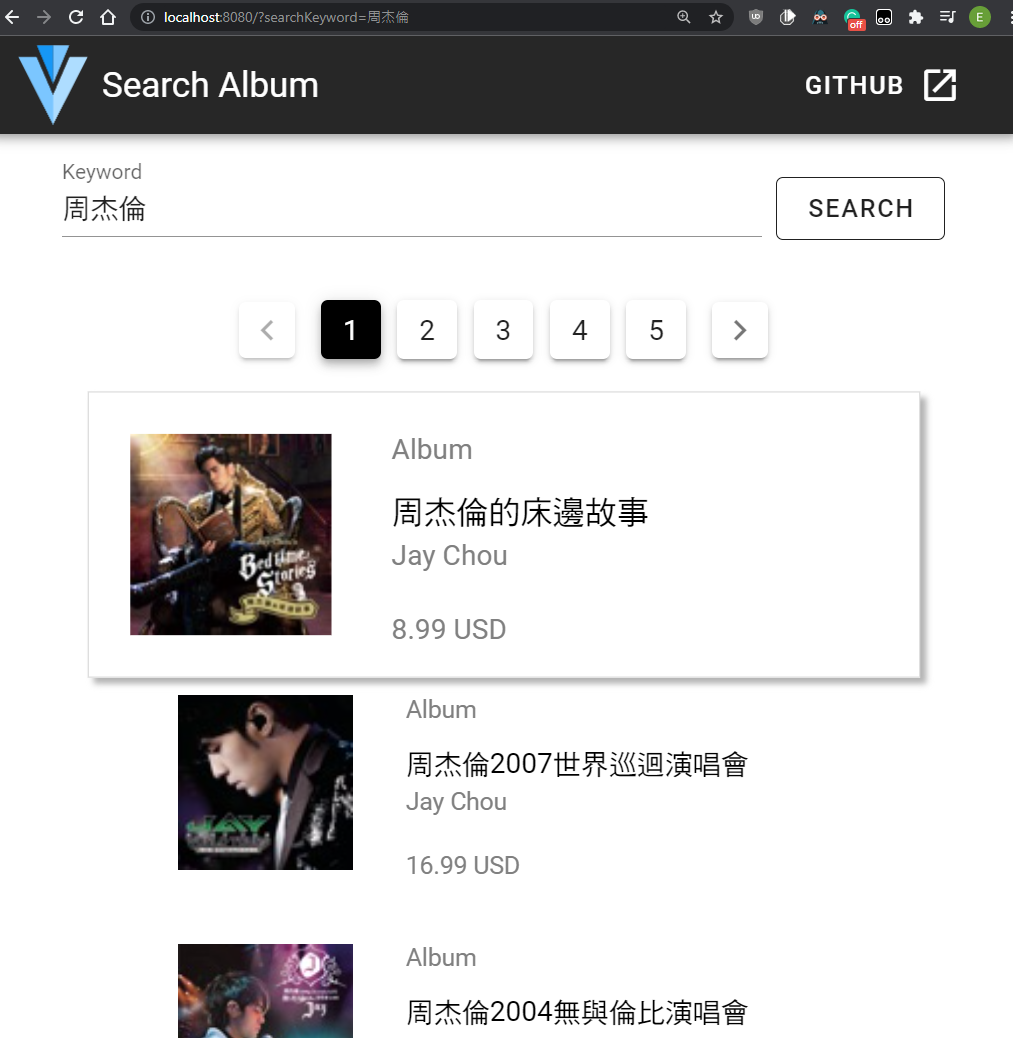 localhost:8080/?searchKeyword=周杰倫
off
E
Search Album
GITHUB
Keyword
周杰倫
SEARCH
1 2 3 4 5
Album
周杰倫的床邊故事
Jay Chou
8.99 USD
Jay Chou's
Bedtime
Stories
Album
周杰倫2007世界巡迴演唱會
Jay Chou
16.99 USD
JAY
Album
周杰倫2004無與倫比演唱會
J
Jay